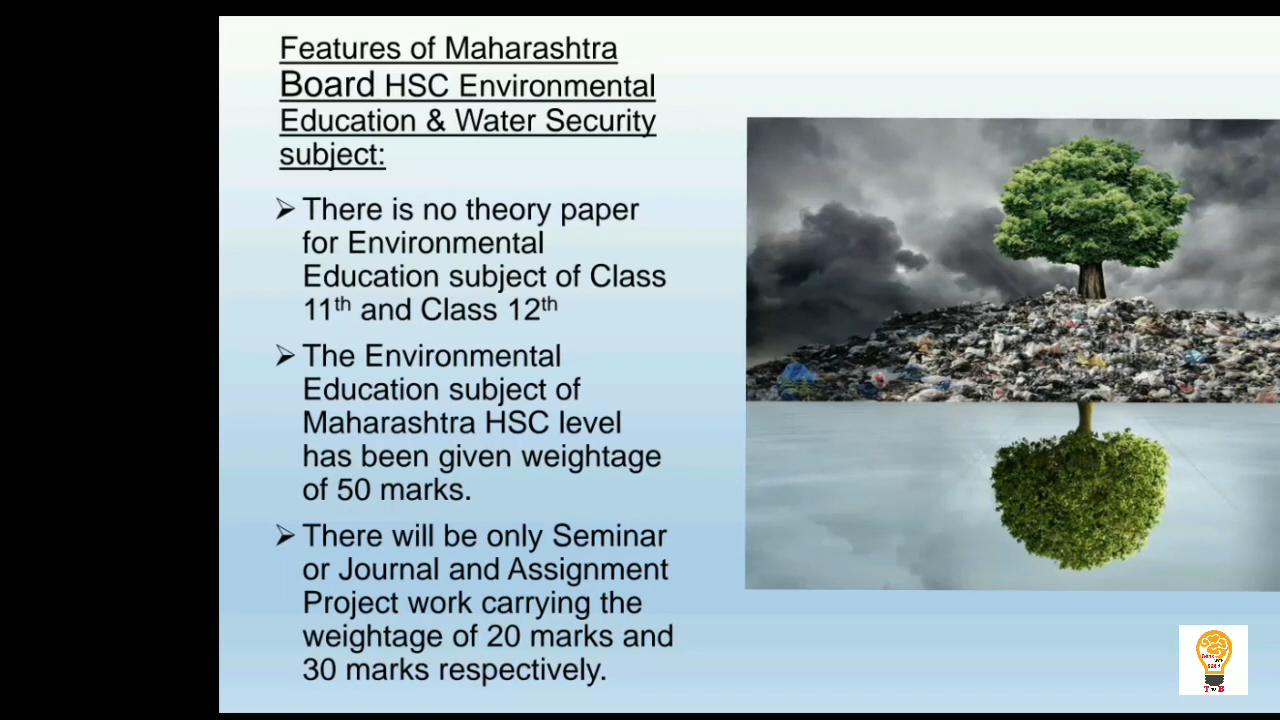 Features of Maharashtra
Board HSC Environmental
Education & Water Security
subject:
➢ There is no theory paper
for Environmental
Education subject of Class
11th and Class 12th
➢ The Environmental
Education subject of
Maharashtra HSC level
has been given weightage
of 50 marks.
➢ There will be only Seminar
or Journal and Assignment
Project work carrying the
weightage of 20 marks and
30 marks respectively.
T to B